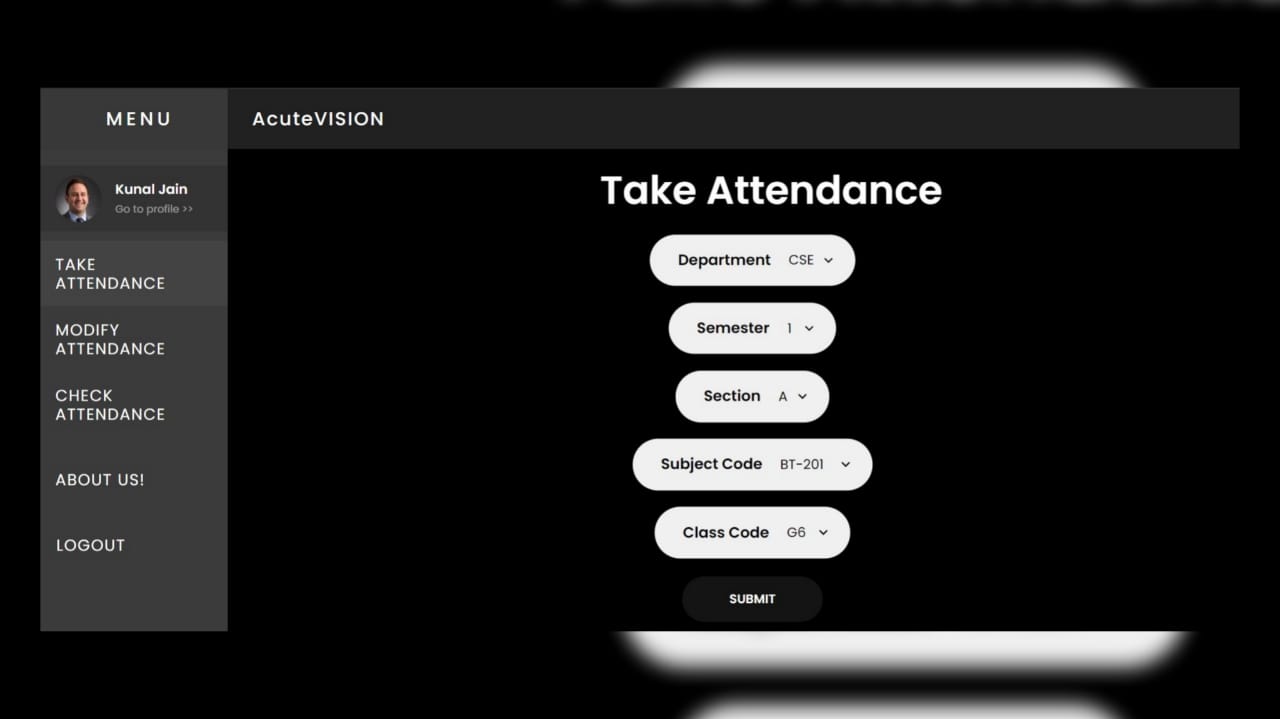 MENU
AcuteVISION
Kunal Jain
Go to profile >>
TAKE
ATTENDANCE
MODIFY
ATTENDANCE
CHECK
ATTENDANCE
ABOUT US!
LOGOUT
Take Attendance
Department CSE
Semester 1
Section A
Subject Code BT-201
Class Code G6
SUBMIT